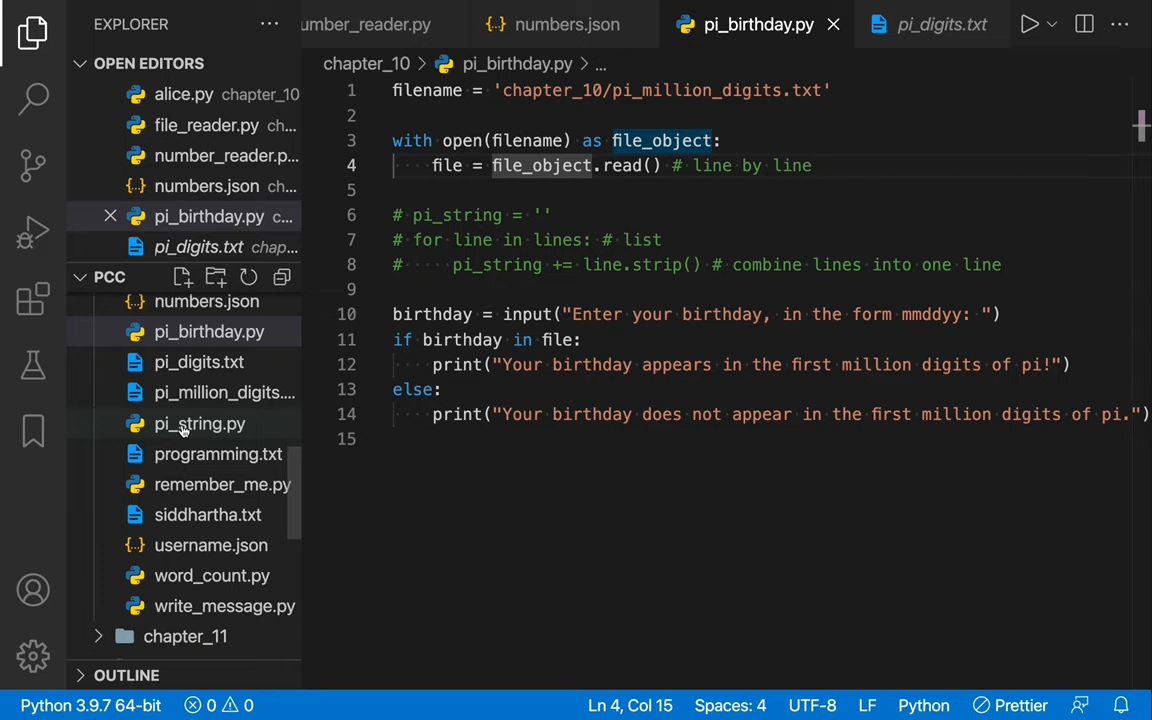 EXPLORER
umber_reader.py
numbers.json
pi_birthday.py
pi_digits.txt
OPEN EDITORS
alice.py chapter_10
file_reader.py ch...
number_reader.p...
numbers.json ch...
pi_birthday.py c...
pi_digits.txt chap...
PCC
numbers.json
pi_birthday.py
pi_digits.txt
pi_million_digits....
pi_string.py
programming.txt
remember_me.py
siddhartha.txt
username.json
word_count.py
write_message.py
chapter_11
OUTLINE
chapter_10 > pi_birthday.py > ...
1 filename = 'chapter_10/pi_million_digits.txt'
2
3 with open(filename) as file_object:
4 file = file_object.read() # line by line
5
6 # pi_string = ''
7 # for line in lines: # list
8 # pi_string += line.strip() # combine lines into one line
9
10 birthday = input("Enter your birthday, in the form mmddyy: ")
11 if birthday in file:
12 print("Your birthday appears in the first million digits of pi!")
13 else:
14 print("Your birthday does not appear in the first million digits of pi.")
15
Python 3.9.7 64-bit 0 0 Ln 4, Col 15 Spaces: 4 UTF-8 LF Python Prettier